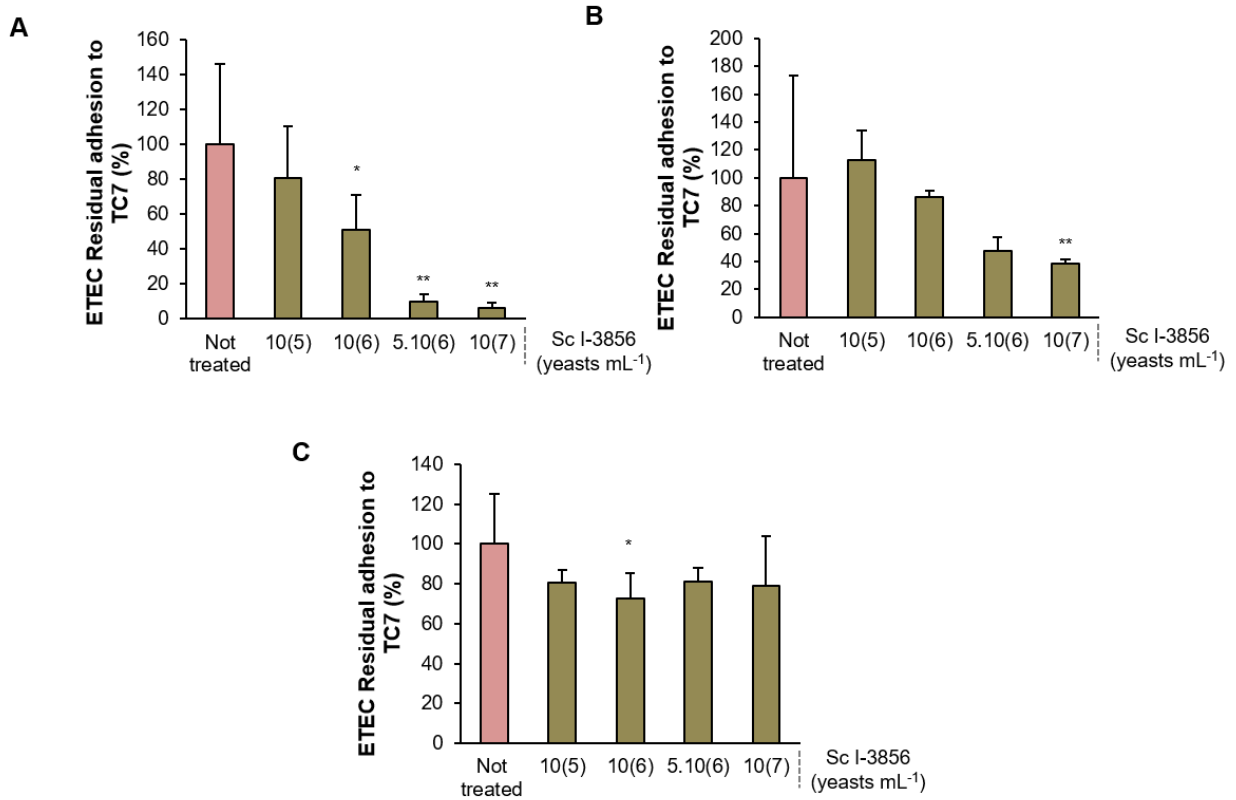 A
ETEC Residual adhesion to
TC7 (%)
160
140
120
100
80
60
40
20
0
*
**
**
Not
treated
10(5)
10(6)
5.10(6)
10(7)
Sc I-3856
(yeasts mL-1)
B
ETEC Residual adhesion to
TC7 (%)
200
180
160
140
120
100
80
60
40
20
0
**
Not
treated
10(5)
10(6)
5.10(6)
10(7)
Sc I-3856
(yeasts mL-1)
C
ETEC Residual adhesion to
TC7 (%)
140
120
100
80
60
40
20
0
*
Not
treated
10(5)
10(6)
5.10(6)
10(7)
Sc I-3856
(yeasts mL-1)